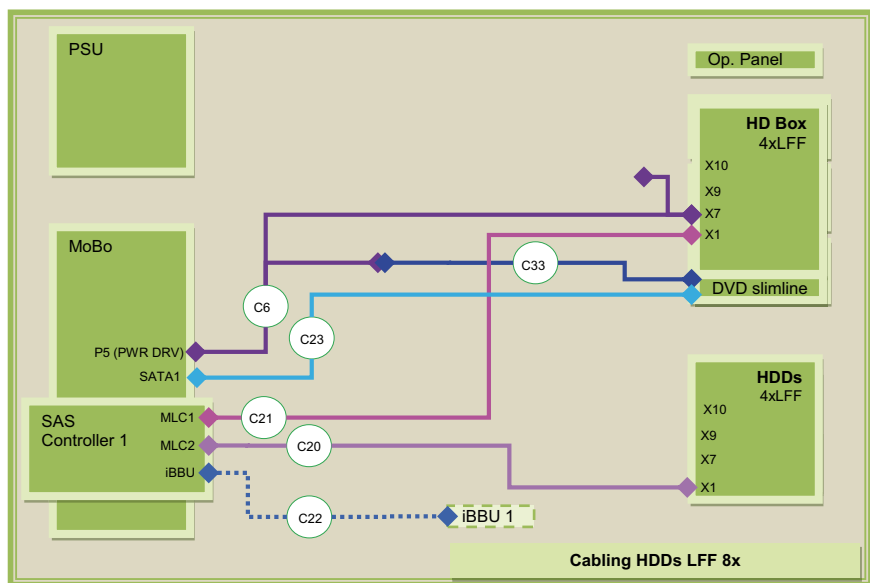 PSU
Op. Panel
HD Box
4xLFF
X10
X9
X7
X1
MoBo
C33
DVD slimline
C6
C23
P5 (PWR DRV)
SATA1
HDDs
4xLFF
SAS
Controller 1
MLC1
MLC2
iBBU
C21
C20
X10
X9
X7
X1
C22
iBBU 1
Cabling HDDs LFF 8x